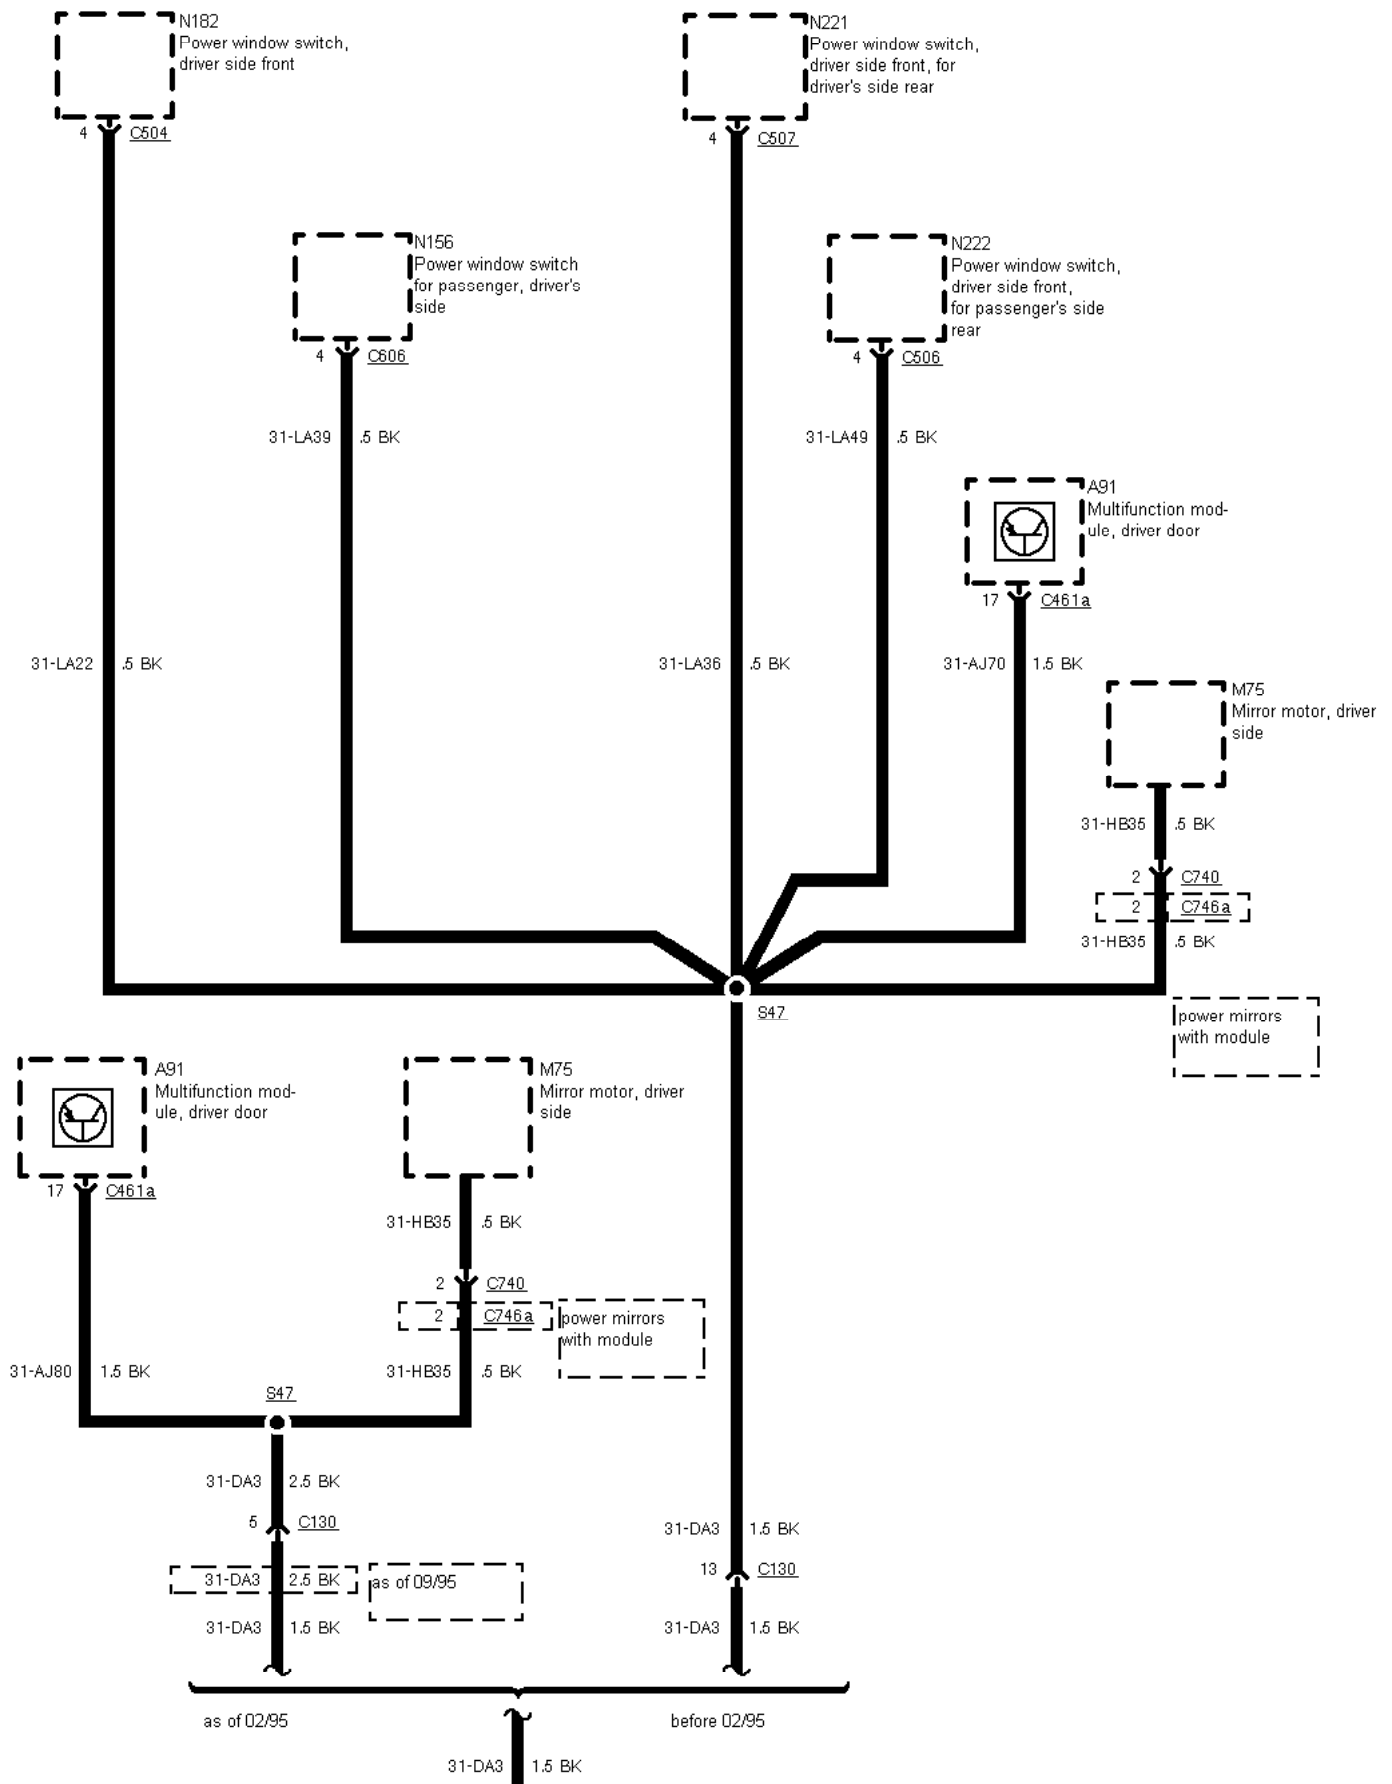 N182
Power window switch,
driver side front
4 C504
N221
Power window switch,
driver side front, for
driver's side rear
4 C507
N156
Power window switch
for passenger, driver's
side
4 C606
N222
Power window switch,
driver side front,
for passenger's side
rear
4 C506
31-LA39 .5 BK
31-LA49 .5 BK
A91
Multifunction mod-
ule, driver door
17 C461a
31-LA22 .5 BK
31-LA36 .5 BK
31-AJ70 1.5 BK
M75
Mirror motor, driver
side
31-HB35 .5 BK
2 C740
2 C746a
31-HB35 .5 BK
S47
power mirrors
with module
A91
Multifunction mod-
ule, driver door
17 C461a
M75
Mirror motor, driver
side
31-HB35 .5 BK
2 C740
2 C746a
power mirrors
with module
31-AJ80 1.5 BK
31-HB35 .5 BK
S47
31-DA3 2.5 BK
5 C130
31-DA3 2.5 BK
as of 09/95
31-DA3 1.5 BK
31-DA3 1.5 BK
13 C130
31-DA3 1.5 BK
as of 02/95
before 02/95
31-DA3 1.5 BK